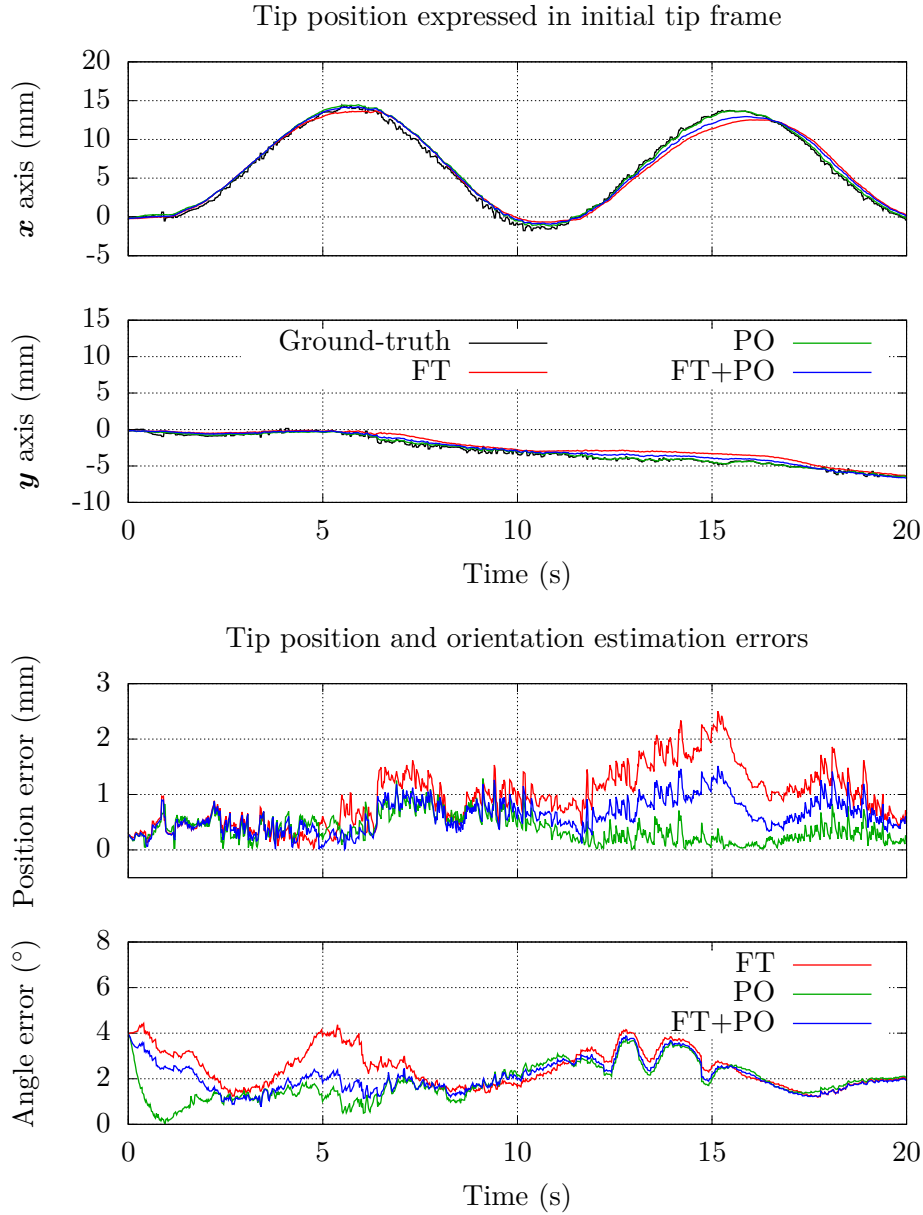 Tip position expressed in initial tip frame
x axis (mm)
20
15
10
5
0
-5
y axis (mm)
15
10
5
0
-5
-10
Ground-truth
FT
PO
FT+PO
0 5 10 15 20
Time (s)
Tip position and orientation estimation errors
Position error (mm)
3
2
1
0
Angle error (°)
8
6
4
2
0
FT
PO
FT+PO
0 5 10 15 20
Time (s)